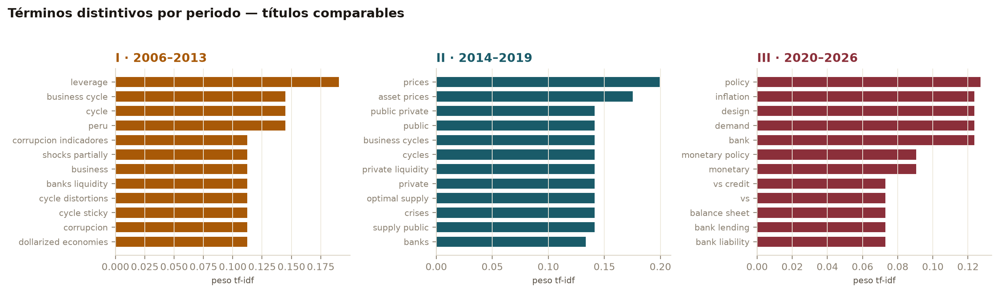 Términos distintivos por periodo — títulos comparables
I · 2006–2013
leverage
business cycle
cycle
peru
corrupcion indicadores
shocks partially
business
banks liquidity
cycle distortions
cycle sticky
corrupcion
dollarized economies
0.000 0.025 0.050 0.075 0.100 0.125 0.150 0.175
peso tf-idf
II · 2014–2019
prices
asset prices
public private
public
business cycles
cycles
private liquidity
private
optimal supply
crises
supply public
banks
0.00 0.05 0.10 0.15 0.20
peso tf-idf
III · 2020–2026
policy
inflation
design
demand
bank
monetary policy
monetary
vs credit
vs
balance sheet
bank lending
bank liability
0.00 0.02 0.04 0.06 0.08 0.10 0.12
peso tf-idf